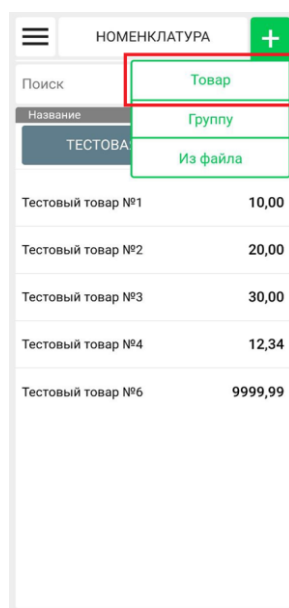 НОМЕНКЛАТУРА
+
Поиск
Товар
Название
Группу
ТЕСТОВА
Из файла
Тестовый товар №1 10,00
Тестовый товар №2 20,00
Тестовый товар №3 30,00
Тестовый товар №4 12,34
Тестовый товар №6 9999,99